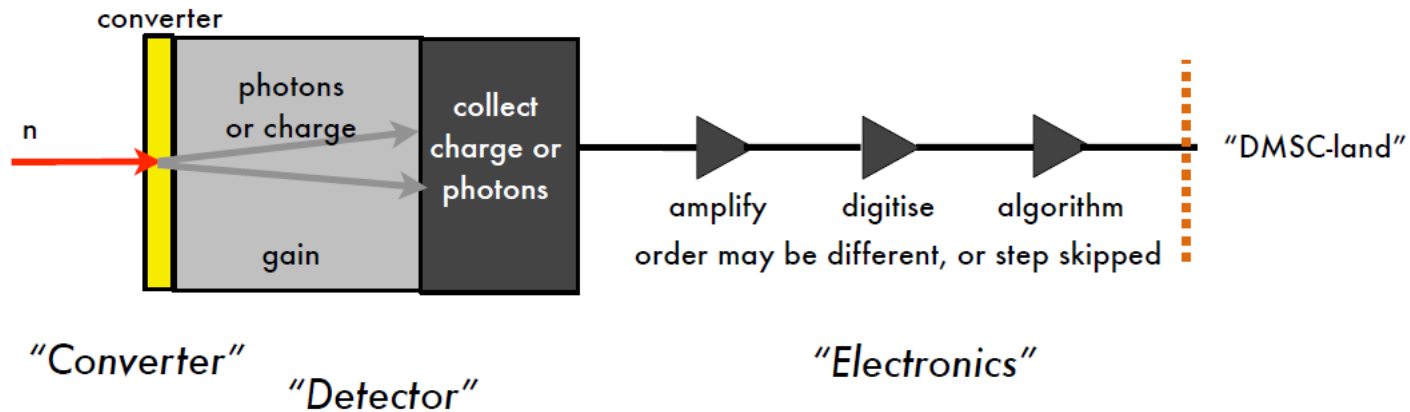 converter
n
photons
or charge
gain
collect
charge or
photons
amplify
digitise
algorithm
order may be different, or step skipped
“DMSC-land”
“Converter”
“Detector”
“Electronics”